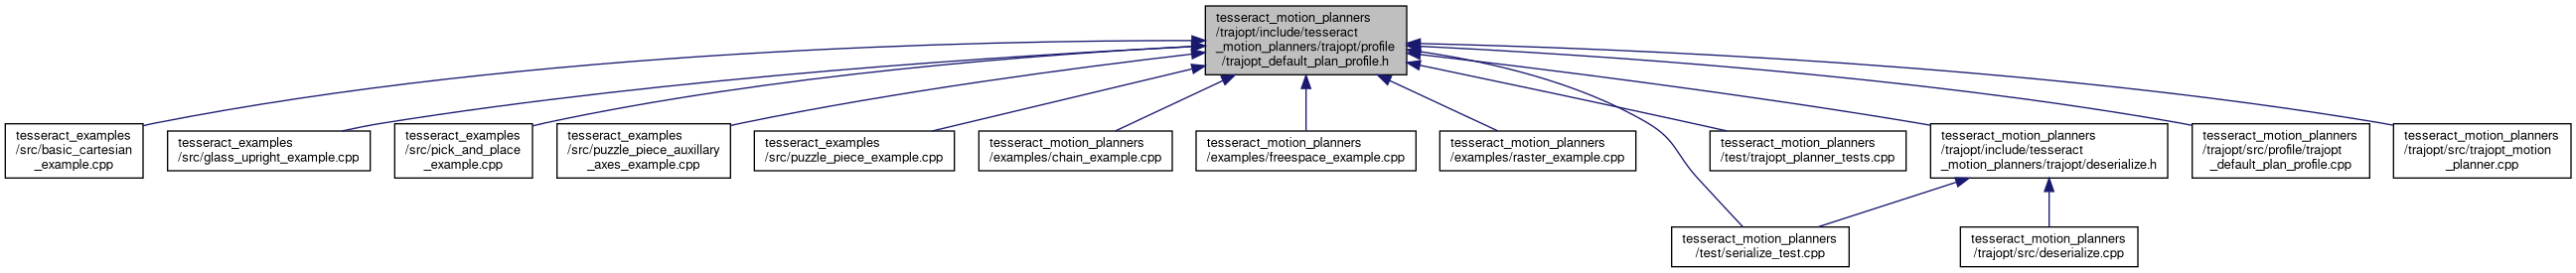 tesseract_motion_planners
/trajopt/include/tesseract
_motion_planners/trajopt/profile
/trajopt_default_plan_profile.h
tesseract_examples
/src/basic_cartesian
_example.cpp
tesseract_examples
/src/glass_upright_example.cpp
tesseract_examples
/src/pick_and_place
_example.cpp
tesseract_examples
/src/puzzle_piece_auxillary
_axes_example.cpp
tesseract_examples
/src/puzzle_piece_example.cpp
tesseract_motion_planners
/examples/chain_example.cpp
tesseract_motion_planners
/examples/freespace_example.cpp
tesseract_motion_planners
/examples/raster_example.cpp
tesseract_motion_planners
/test/trajopt_planner_tests.cpp
tesseract_motion_planners
/trajopt/include/tesseract
_motion_planners/trajopt/deserialize.h
tesseract_motion_planners
/trajopt/src/profile/trajopt
_default_plan_profile.cpp
tesseract_motion_planners
/trajopt/src/trajopt_motion
_planner.cpp
tesseract_motion_planners
/test/serialize_test.cpp
tesseract_motion_planners
/trajopt/src/deserialize.cpp